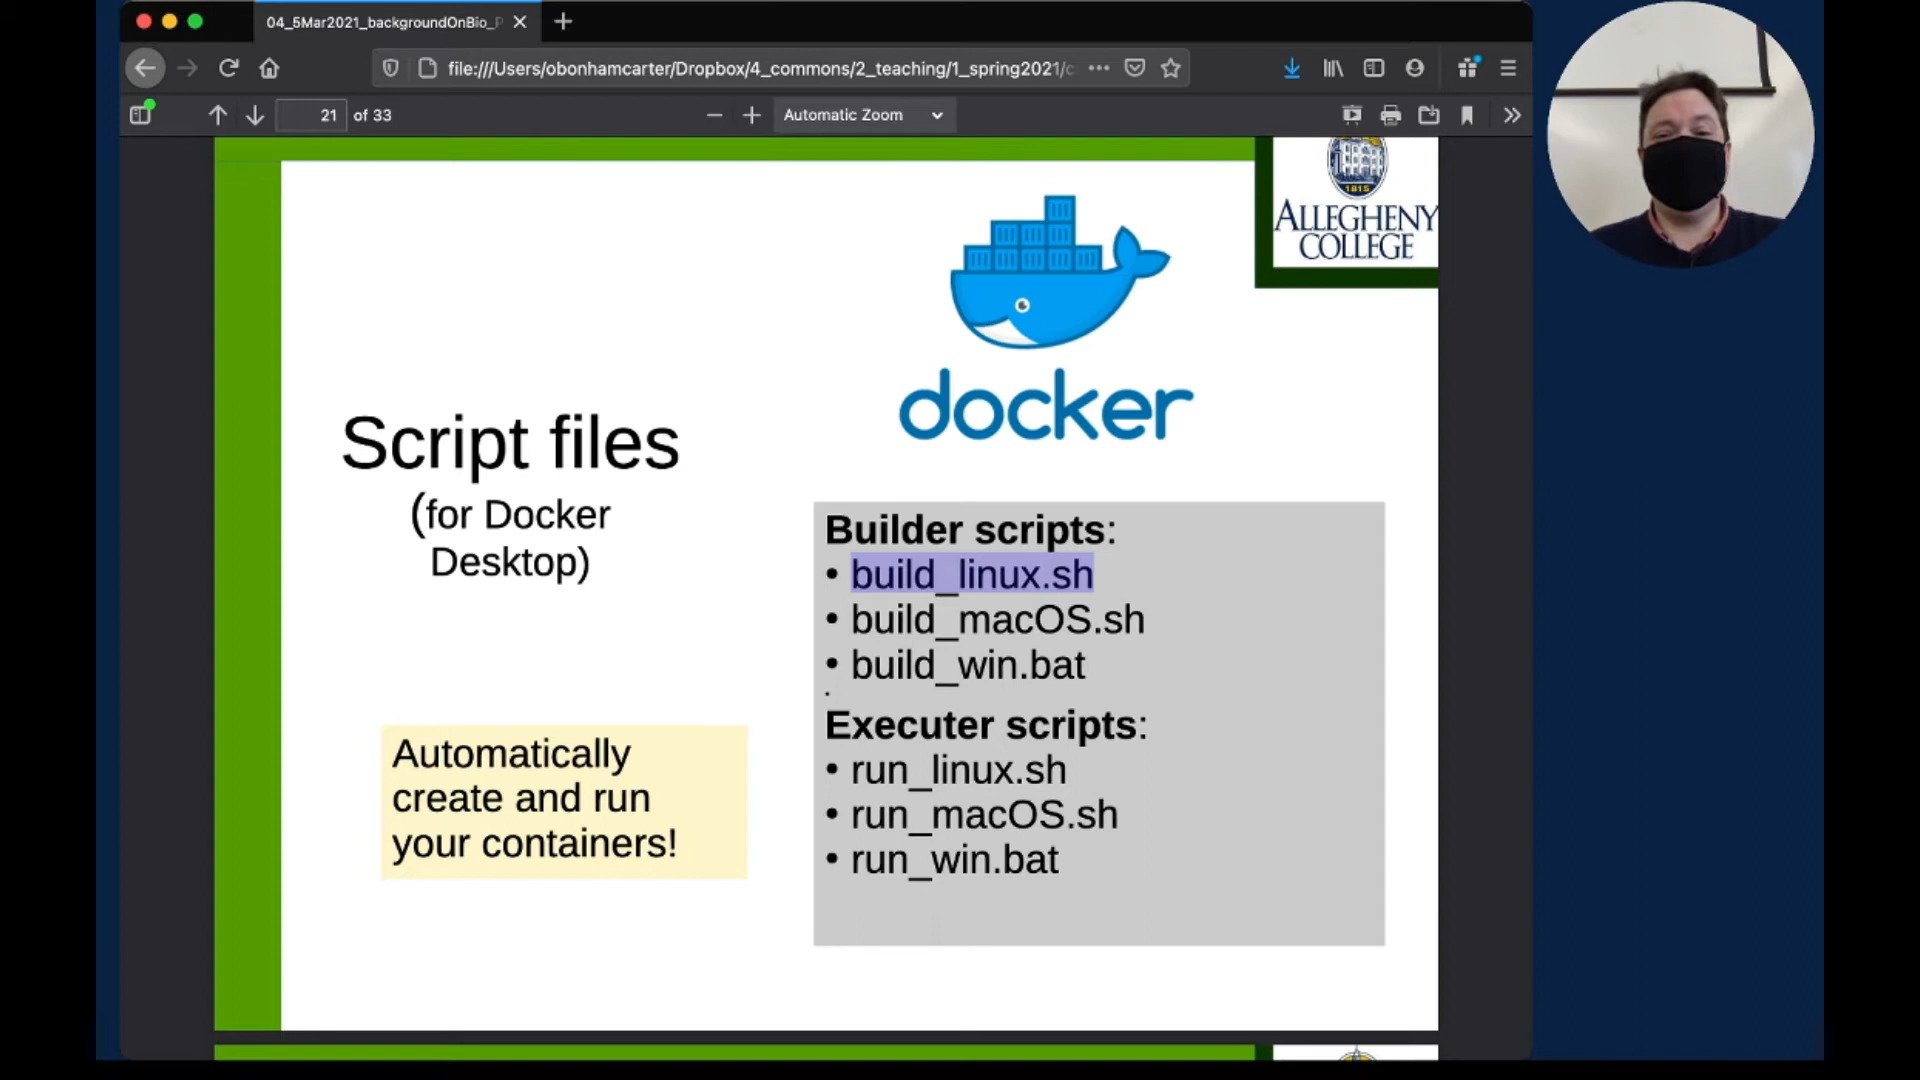 04_5Mar2021_backgroundOnBio_P
file:///Users/obonhamcarter/Dropbox/4_commons/2_teaching/1_spring2021/c
21 of 33
Automatic Zoom
1815
ALLEGHENY
COLLEGE
docker
Script files
(for Docker
Desktop)
Builder scripts:
• build_linux.sh
• build_macOS.sh
• build_win.bat
Executer scripts:
• run_linux.sh
• run_macOS.sh
• run_win.bat
Automatically
create and run
your containers!